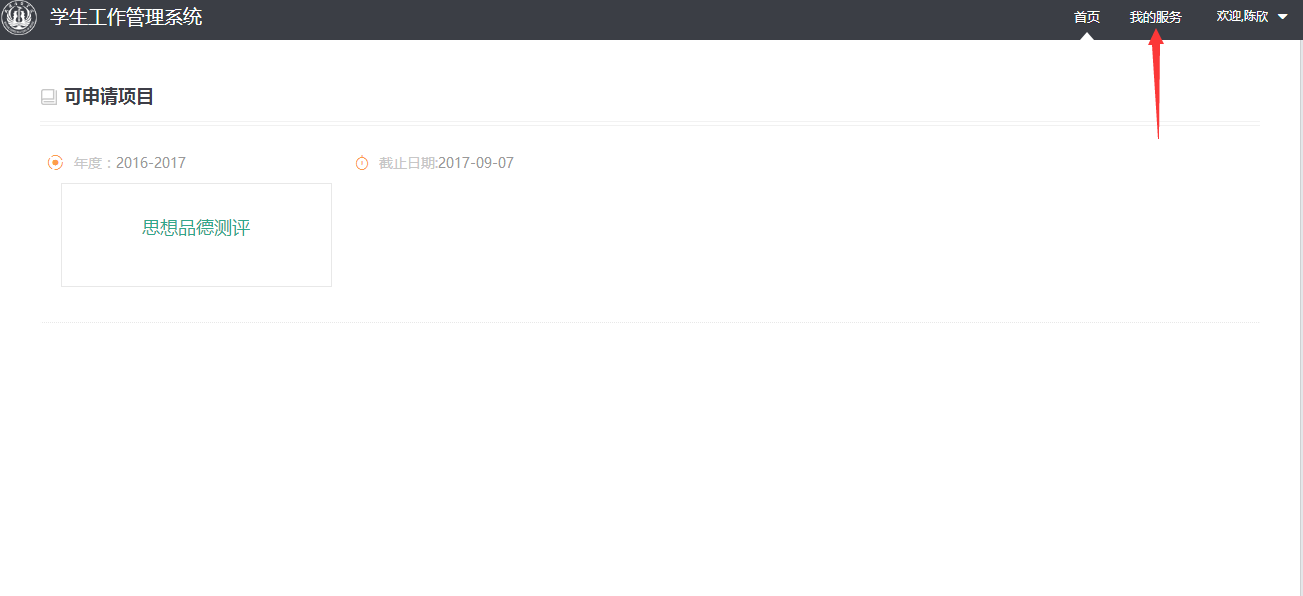 学生工作管理系统
首页
我的服务
欢迎,陈欣
可申请项目
年度：2016-2017
截止日期:2017-09-07
思想品德测评